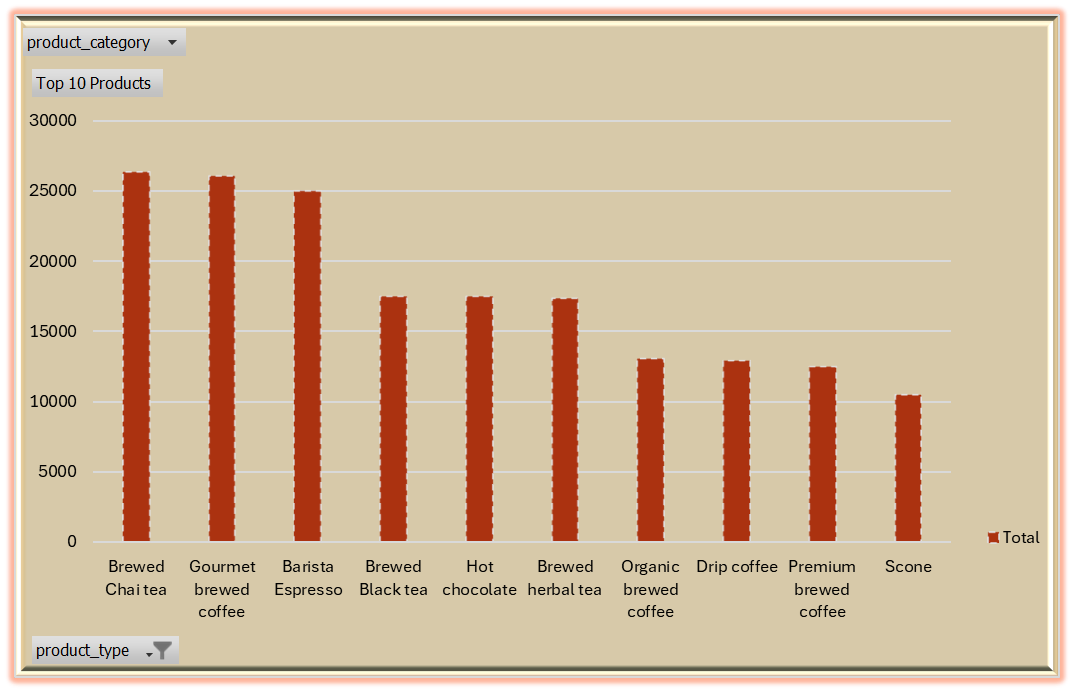 product_category
Top 10 Products
30000
25000
20000
15000
10000
5000
0
Brewed
Chai tea
Gourmet
brewed
coffee
Barista
Espresso
Brewed
Black tea
Hot
chocolate
Brewed
herbal tea
Organic
brewed
coffee
Drip coffee
Premium
brewed
coffee
Scone
Total
product_type